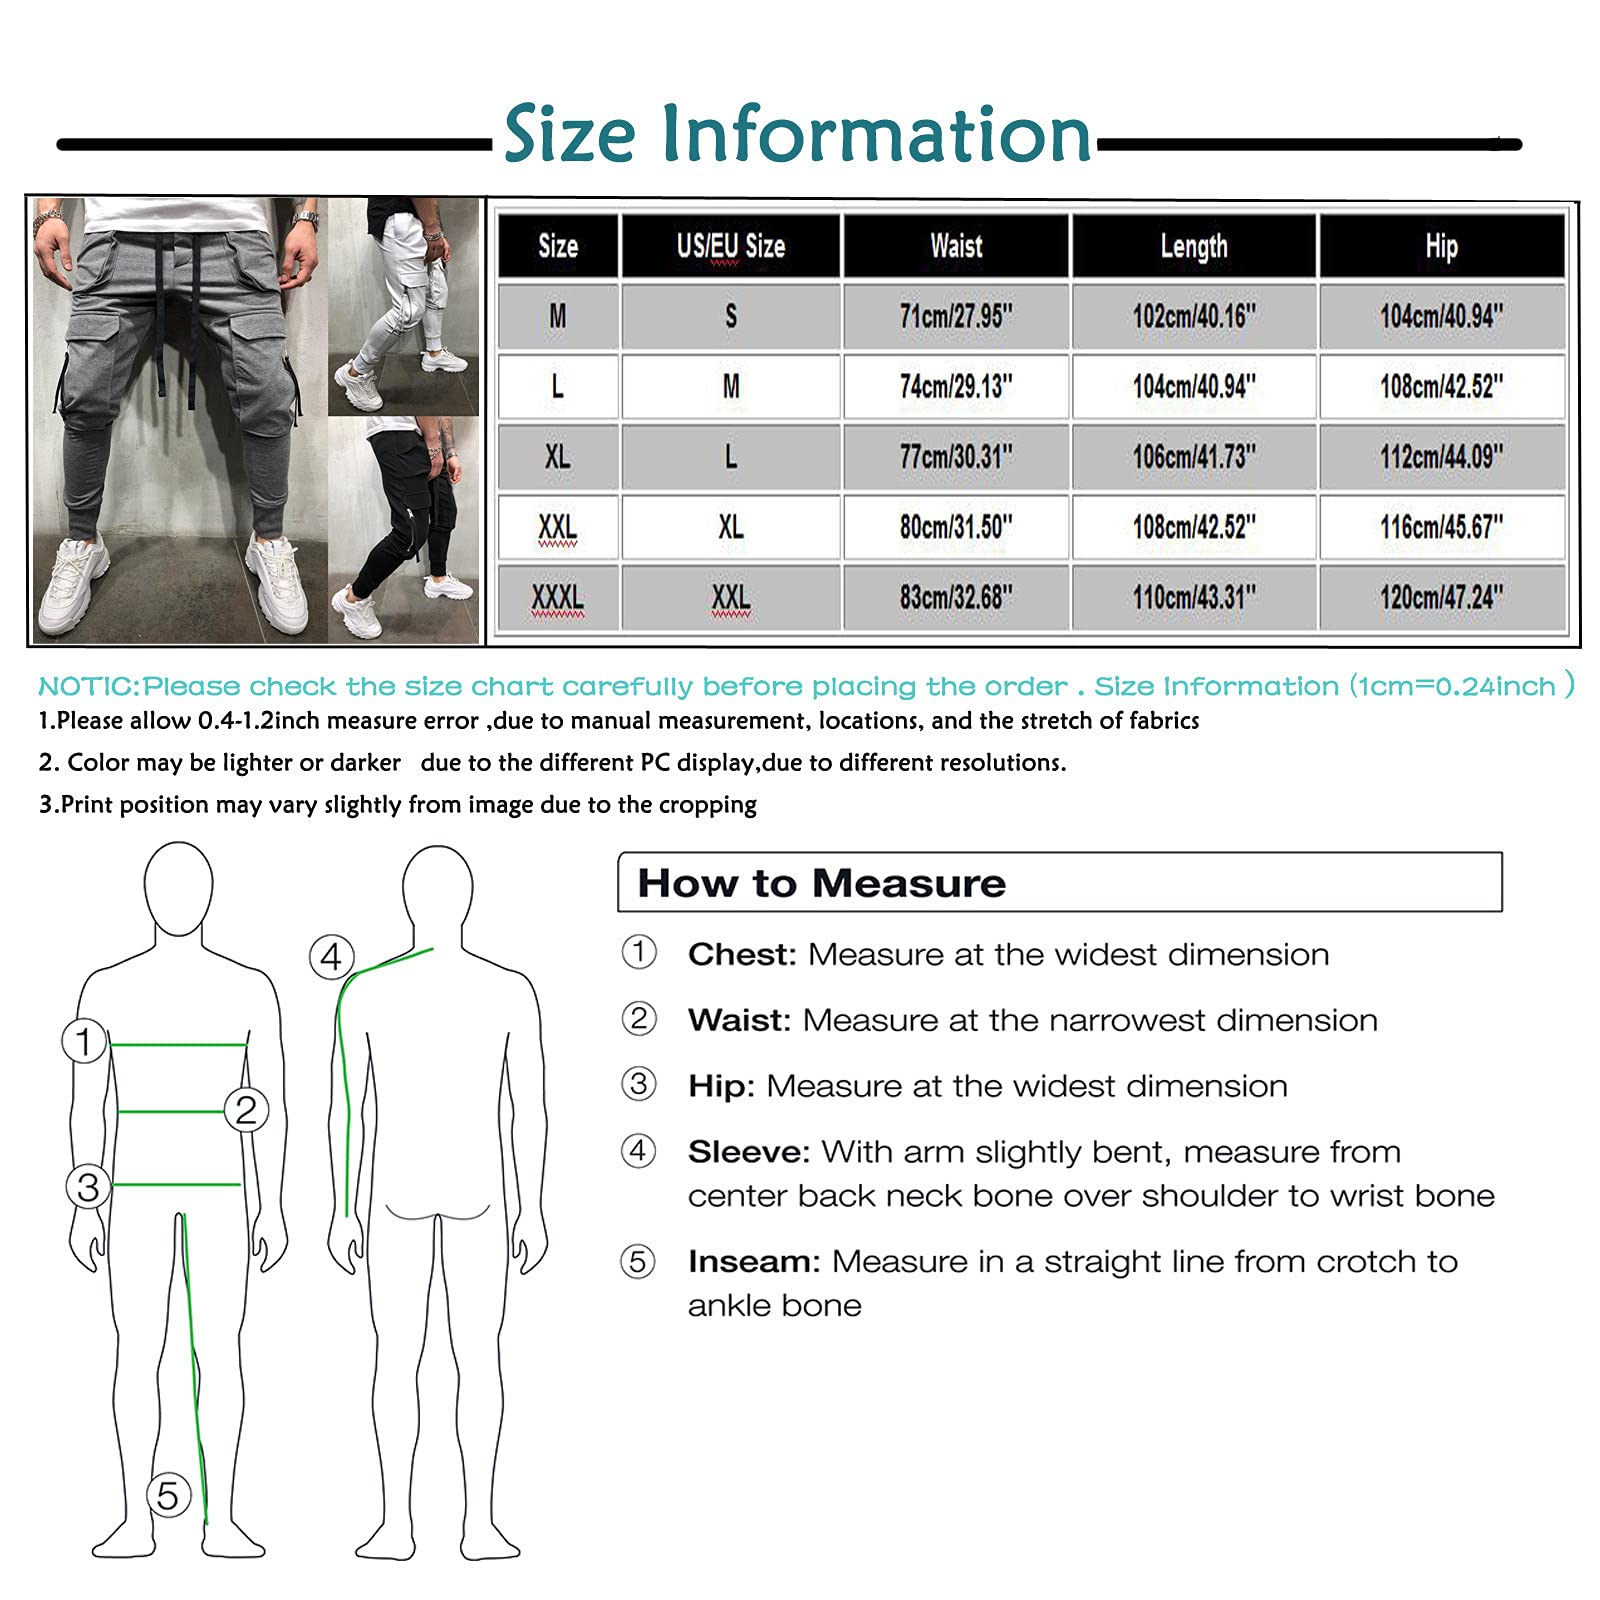 Size Information
Size US/EU Size Waist Length Hip
M S 71cm/27.95" 102cm/40.16" 104cm/40.94"
L M 74cm/29.13" 104cm/40.94" 108cm/42.52"
XL L 77cm/30.31" 106cm/41.73" 112cm/44.09"
XXL XL 80cm/31.50" 108cm/42.52" 116cm/45.67"
XXXL XXL 83cm/32.68" 110cm/43.31" 120cm/47.24"
NOTIC:Please check the size chart carefully before placing the order . Size Information (1cm=0.24inch )
1.Please allow 0.4-1.2inch measure error ,due to manual measurement, locations, and the stretch of fabrics
2. Color may be lighter or darker due to the different PC display,due to different resolutions.
3.Print position may vary slightly from image due to the cropping
1
2
3
4
5
How to Measure
1 Chest: Measure at the widest dimension
2 Waist: Measure at the narrowest dimension
3 Hip: Measure at the widest dimension
4 Sleeve: With arm slightly bent, measure from
center back neck bone over shoulder to wrist bone
5 Inseam: Measure in a straight line from crotch to
ankle bone